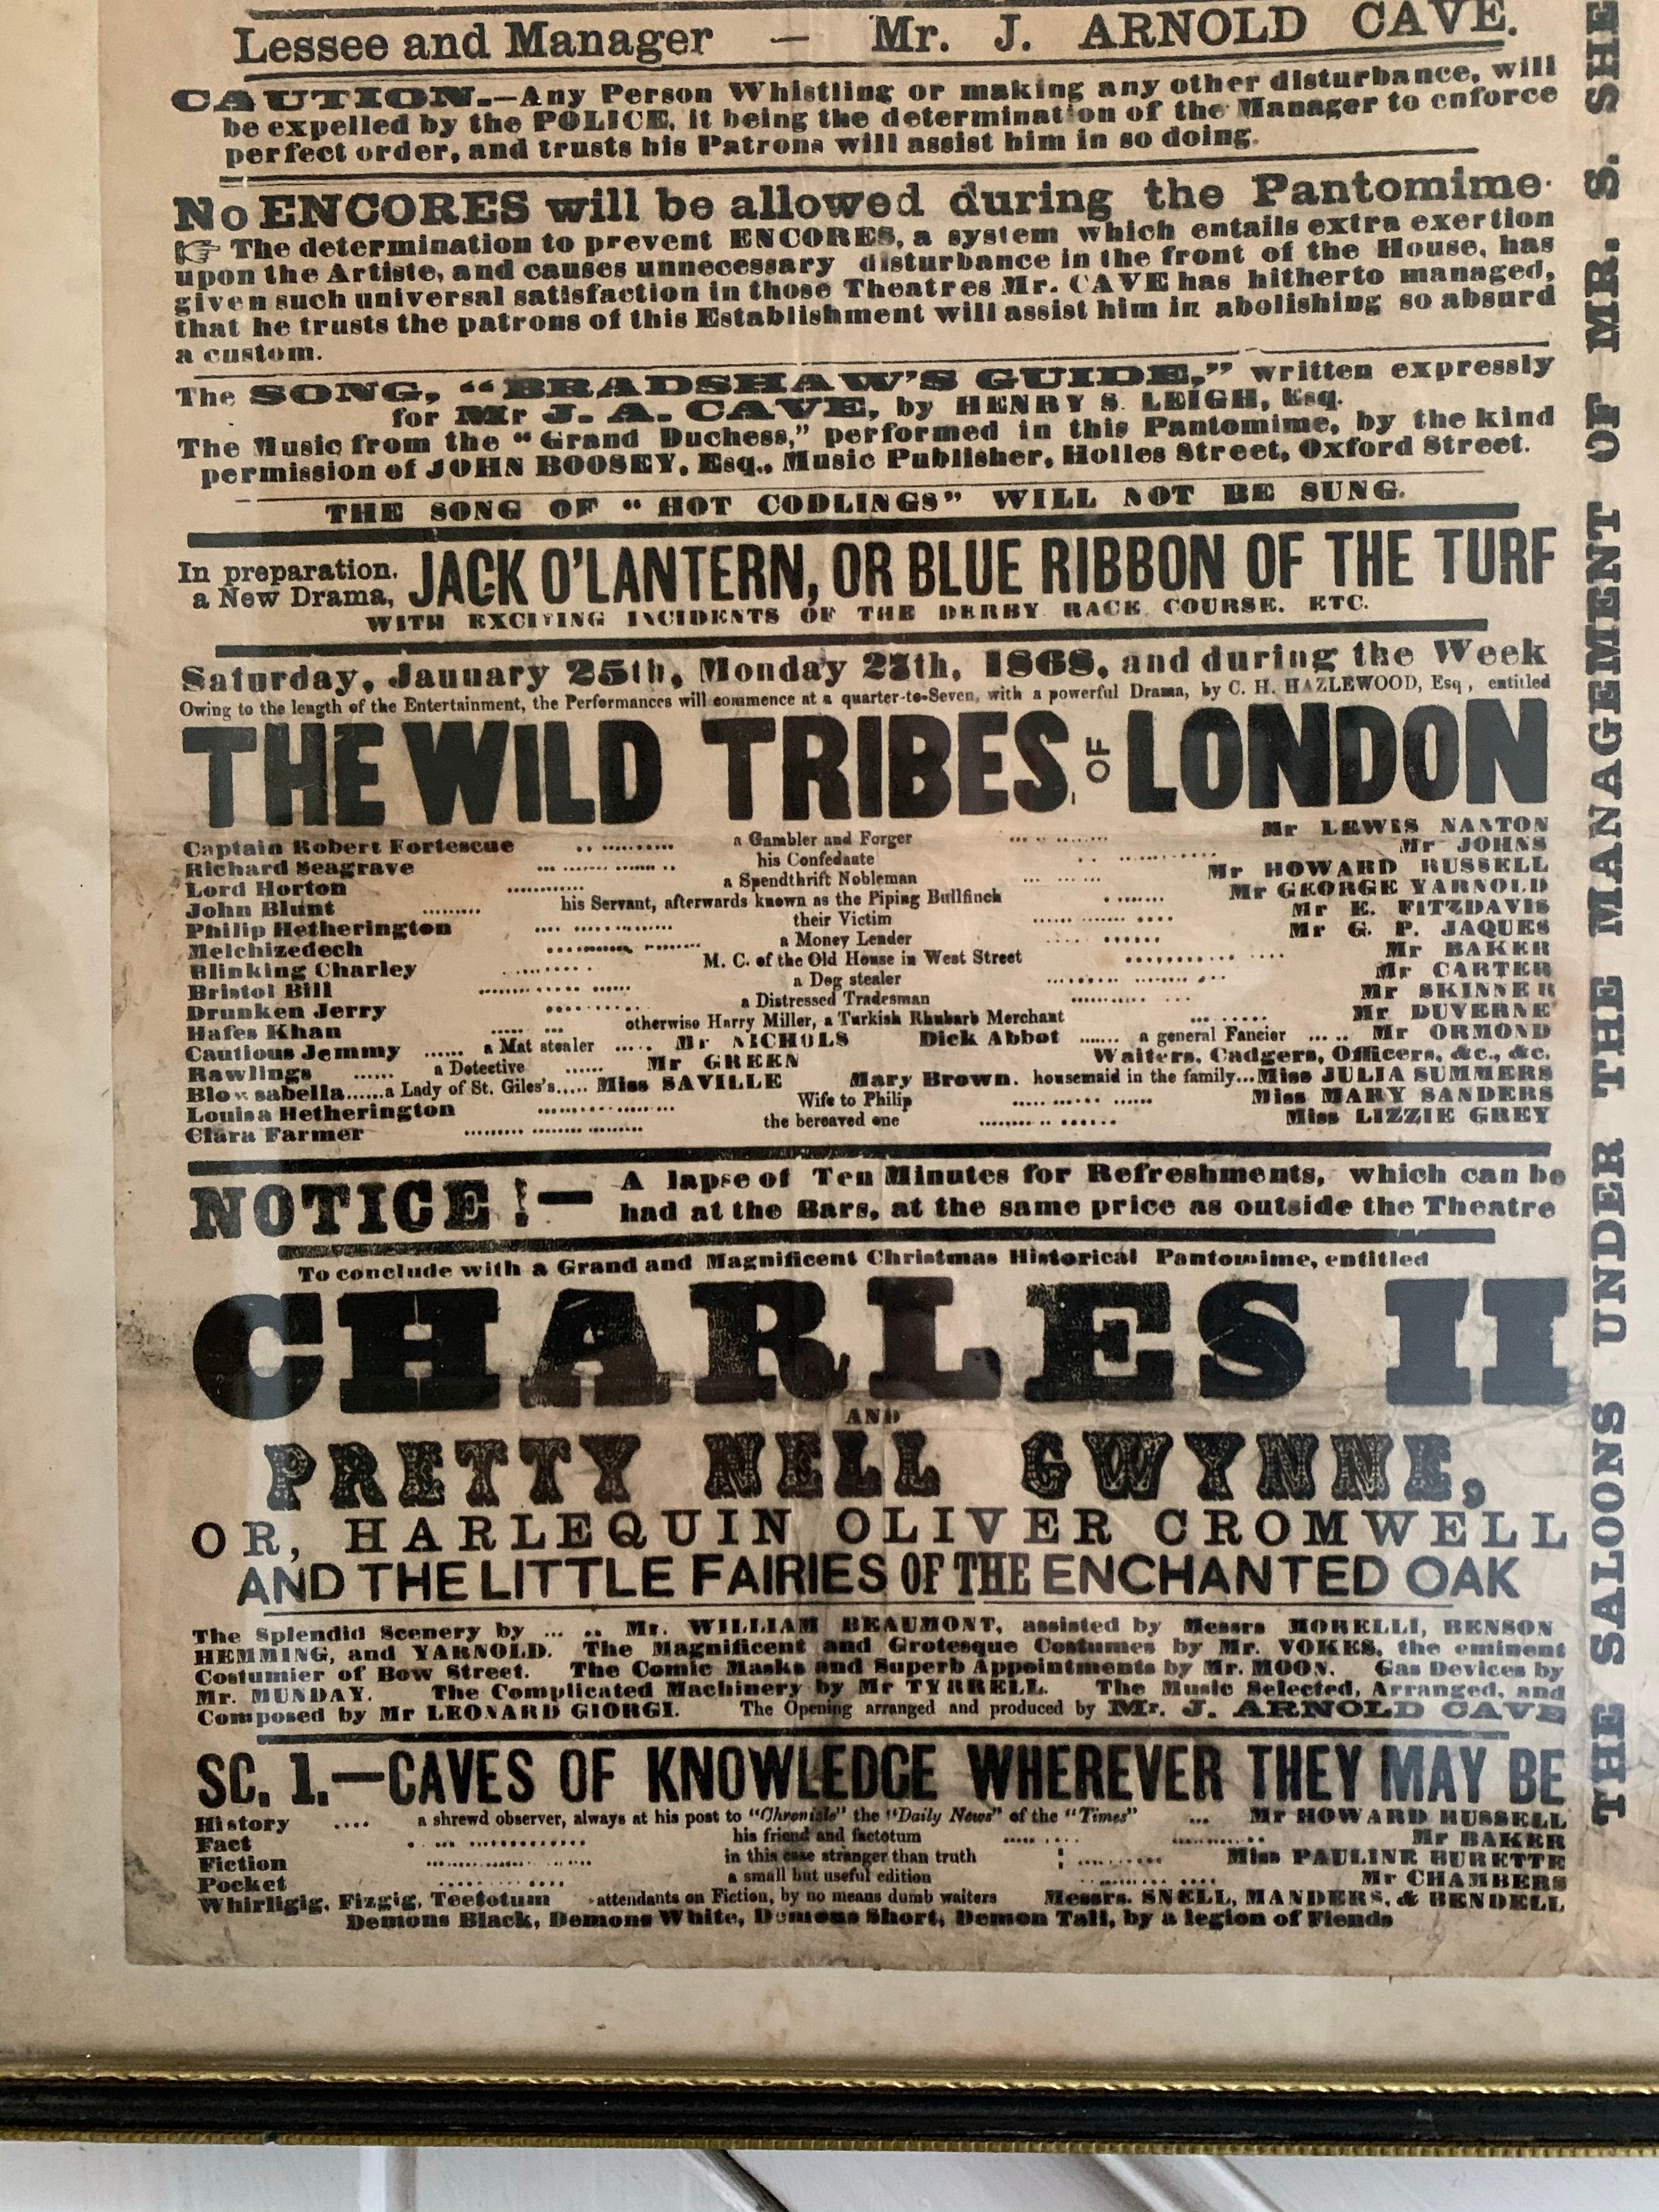 Lessee and Manager — Mr. J. ARNOLD CAVE.
CAUTION.—Any Person Whistling or making any other disturbance, will
be expelled by the POLICE, it being the determination of the Manager to enforce
perfect order, and trusts his Patrons will assist him in so doing.
No ENCORES will be allowed during the Pantomime.
☞ The determination to prevent ENCORES, a system which entails extra exertion
upon the Artiste, and causes unnecessary disturbance in the front of the House, has
given such universal satisfaction in those Theatres Mr. CAVE has hitherto managed,
that he trusts the patrons of this Establishment will assist him in abolishing so absurd
a custom.
The SONG, “BRADSHAW'S GUIDE,” written expressly
for Mr J. A. CAVE, by HENRY S. LEIGH, Esq.
The Music from the “Grand Duchess,” performed in this Pantomime, by the kind
permission of JOHN BOOSEY, Esq., Music Publisher, Holles Street, Oxford Street.
THE SONG OF “HOT CODLINGS” WILL NOT BE SUNG.
In preparation, a New Drama, JACK O'LANTERN, OR BLUE RIBBON OF THE TURF
WITH EXCITING INCIDENTS OF THE DERBY RACE COURSE. ETC.
Saturday, January 25th, Monday 27th, 1868, and during the Week
Owing to the length of the Entertainment, the Performances will commence at a quarter-to-Seven, with a powerful Drama, by C. H. HAZLEWOOD, Esq, entitled
THE WILD TRIBES OF LONDON
Captain Robert Fortescue ... a Gambler and Forger ... Mr LEWIS NANTON
Richard Seagrave ... his Confedaate ... Mr JOHNS
Lord Horton ... a Spendthrift Nobleman ... Mr HOWARD RUSSELL
John Blunt ... his Servant, afterwards known as the Piping Bullfinch ... Mr GEORGE YARNOLD
Philip Hetherington ... their Victim ... Mr E. FITZDAVIS
Melchizedech ... a Money Lender ... Mr G. P. JAQUES
Blinking Charley ... M. C. of the Old House in West Street ... Mr BAKER
Bristol Bill ... a Dog stealer ... Mr CARTER
Drunken Jerry ... a Distressed Tradesman ... Mr SKINNER
Hafes Khan ... otherwise Harry Miller, a Turkish Rhubarb Merchant ... Mr DUVERNE
Cautious Jemmy ... a Mat stealer ... Mr NICHOLS Dick Abbot ... a general Fancier ... Mr ORMOND
Rawlings ... a Detective ... Mr GREEN Waiters, Cadgers, Officers, &c., &c.
Blowsabella......a Lady of St. Giles's..... Miss SAVILLE Mary Brown. housemaid in the family...Miss JULIA SUMMERS
Louisa Hetherington ... Wife to Philip ... Miss MARY SANDERS
Clara Farmer ... the bereaved one ... Miss LIZZIE GREY
NOTICE!— A lapse of Ten Minutes for Refreshments, which can be
had at the Bars, at the same price as outside the Theatre
To conclude with a Grand and Magnificent Christmas Historical Pantomime, entitled
CHARLES II
AND
PRETTY NELL GWYNNE,
OR, HARLEQUIN OLIVER CROMWELL
AND THE LITTLE FAIRIES OF THE ENCHANTED OAK
The Splendid Scenery by ... .. Mr. WILLIAM BEAUMONT, assisted by Messrs MORELLI, BENSON
HEMMING, and YARNOLD. The Magnificent and Grotesque Costumes by Mr. VOKES, the eminent
Costumier of Bow Street. The Comic Masks and Superb Appointments by Mr. MOON. Gas Devices by
Mr. MUNDAY. The Complicated Machinery by Mr TYRRELL. The Music Selected, Arranged, and
Composed by Mr LEONARD GIORGI. The Opening arranged and produced by Mr. J. ARNOLD CAVE
SC. 1.—CAVES OF KNOWLEDGE WHEREVER THEY MAY BE
History .... a shrewd observer, always at his post to “Chronicle” the “Daily News” of the “Times” ... Mr HOWARD RUSSELL
Fact ... his friend and factotum ... Mr BAKER
Fiction ... in this case stranger than truth ... Miss PAULINE BURETTE
Pocket ... a small but useful edition ... Mr CHAMBERS
Whirligig, Fizgig, Teetotum - attendants on Fiction, by no means dumb waiters Messrs. SNELL, MANDERS, & BENDELL
Demons Black, Demons White, Demons Short, Demon Tall, by a legion of Fiends
THE SALOONS UNDER THE MANAGEMENT OF MR. S. SHE